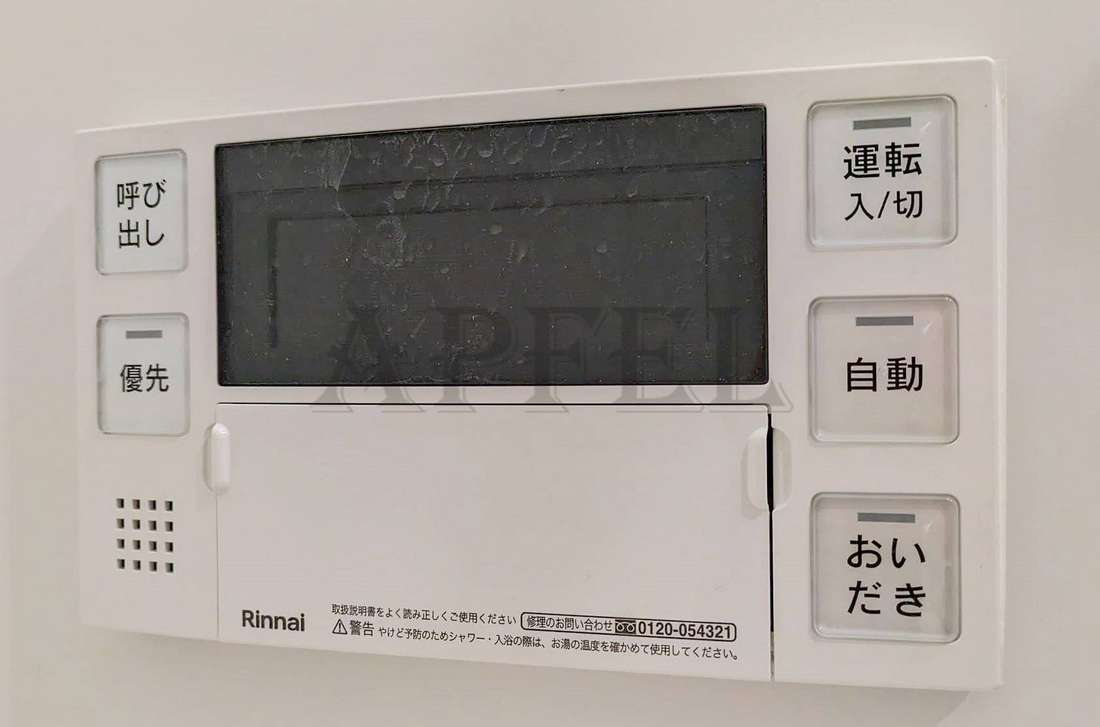 呼び
出し
優先
運転
入/切
自動
おい
だき
APFEL
Rinnai
取扱説明書をよく読み正しくご使用ください 修理のお問い合わせ 0120-054321
警告 やけど予防のためシャワー・入浴の際は、お湯の温度を確かめて使用してください。